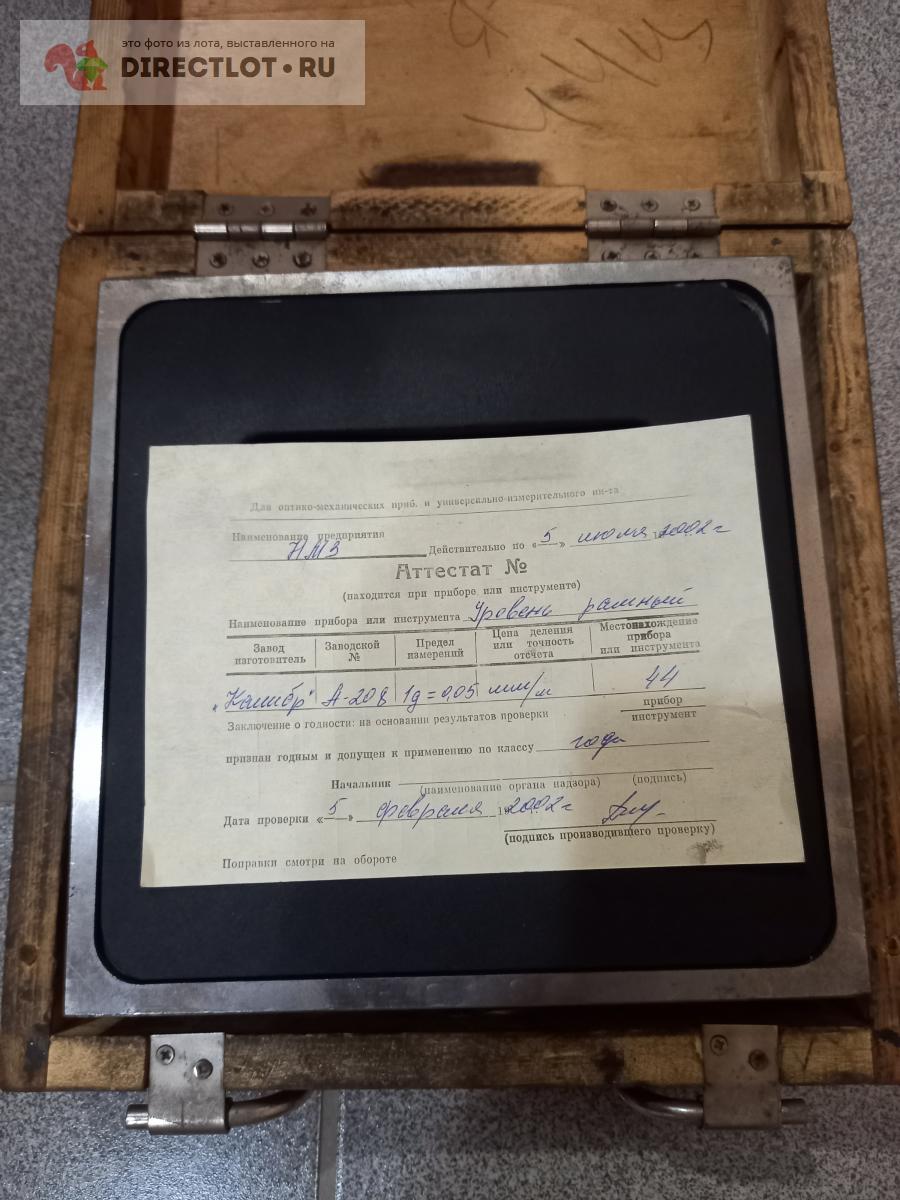 это фото из лота, выставленного на
DIRECTLOT•RU
Для оптико-механических приб. и универсально-измерительного ин-та
Наименование предприятия
НМЗ
Действительно по «5» июля 2002 г
Аттестат №
(находится при приборе или инструменте)
Наименование прибора или инструмента Уровень рамный
Завод изготовитель
Заводской №
Предел измерений
Цена деления или точность отсчета
Местонахождение прибора или инструмента
"Калибр" А-208 1g=0,05 мм/м 44
Заключение о годности: на основании результатов проверки
прибор
инструмент
признан годным и допущен к применению по классу годен
Начальник
(наименование органа надзора) (подпись)
Дата проверки «5» февраля 2002 г
(подпись производившего проверку)
Поправки смотри на обороте